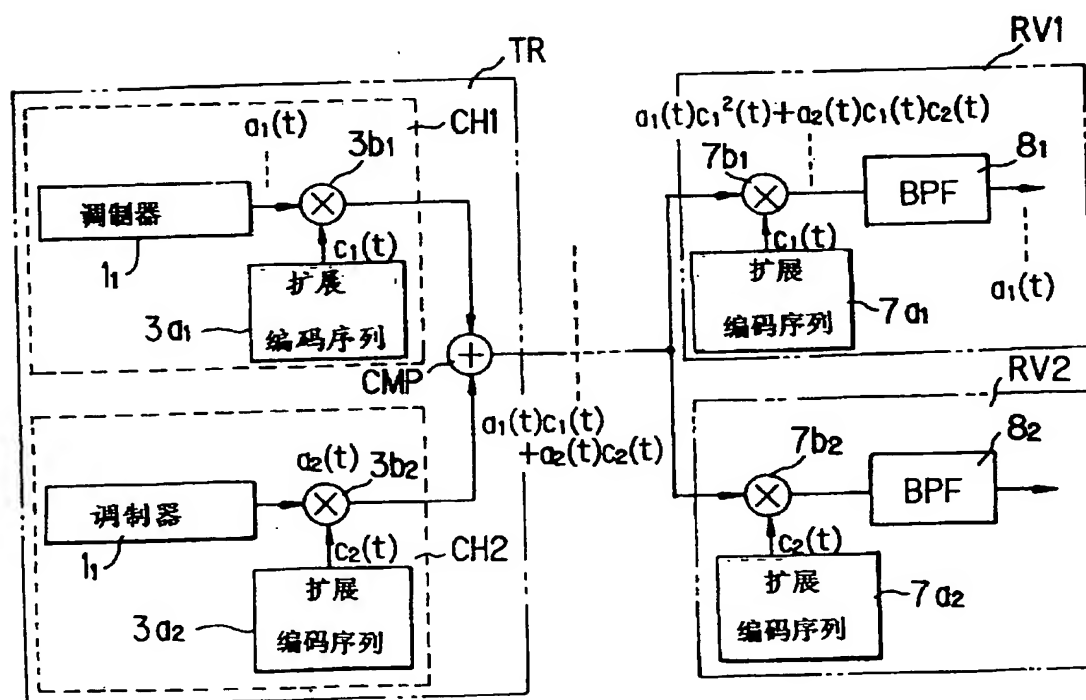 TR
RV1
a₁(t)
CH1
3b₁
调制器
1₁
c₁(t)
扩展
编码序列
3a₁
CMP
a₁(t)c₁(t)
+a₂(t)c₂(t)
a₂(t)
3b₂
调制器
1₁
c₂(t)
CH2
扩展
编码序列
3a₂
a₁(t)c₁²(t)+a₂(t)c₁(t)c₂(t)
7b₁
8₁
BPF
c₁(t)
扩展
编码序列
7a₁
a₁(t)
RV2
7b₂
8₂
BPF
c₂(t)
扩展
编码序列
7a₂